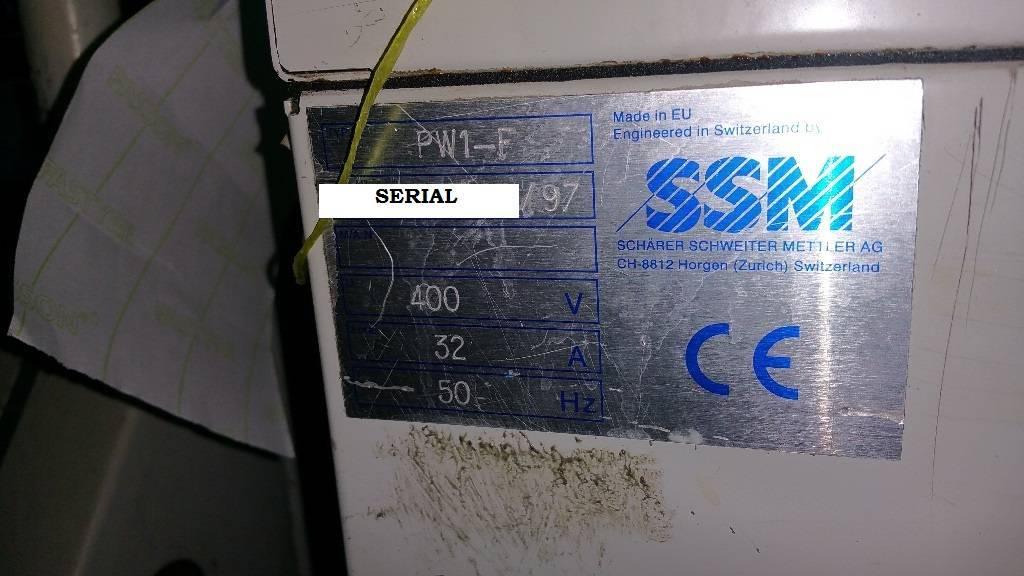 PW1-F
SERIAL
/97
400 V
32 A
50 Hz
Made in EU
Engineered in Switzerland by
SSM
SCHÄRER SCHWEITER METTLER AG
CH-8812 Horgen (Zurich) Switzerland
CE